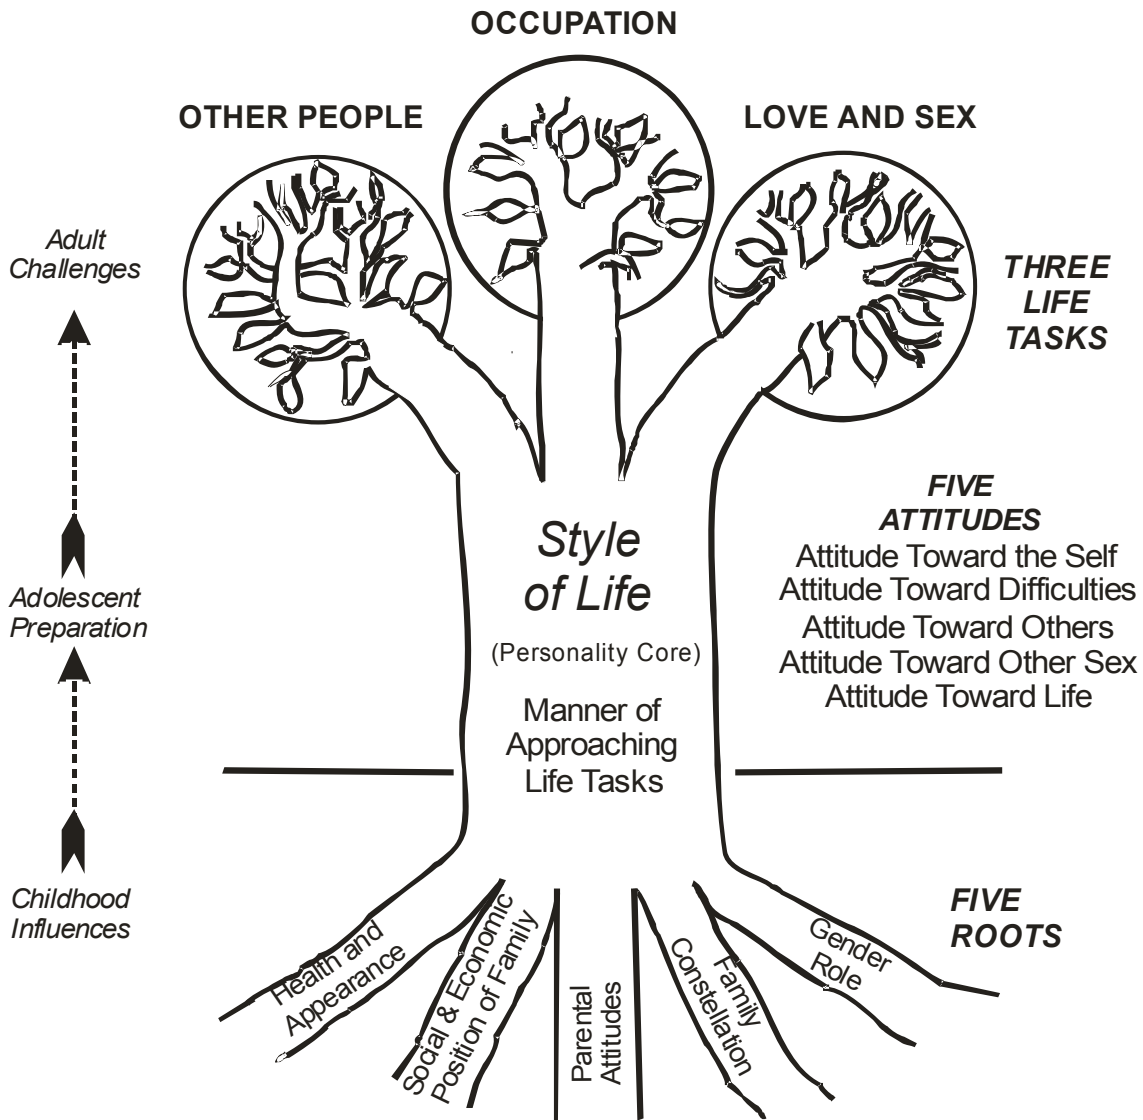 OCCUPATION
OTHER PEOPLE
LOVE AND SEX
Adult
Challenges
THREE
LIFE
TASKS
Style
of Life
(Personality Core)
Manner of
Approaching
Life Tasks
FIVE
ATTITUDES
Attitude Toward the Self
Attitude Toward Difficulties
Attitude Toward Others
Attitude Toward Other Sex
Attitude Toward Life
Adolescent
Preparation
Childhood
Influences
FIVE
ROOTS
Health and
Appearance
Social & Economic
Position of Family
Parental
Attitudes
Family
Constellation
Gender
Role